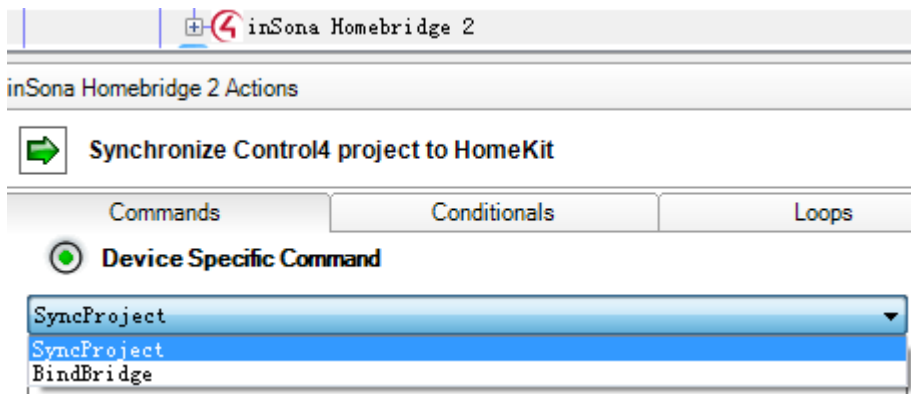 inSona Homebridge 2
inSona Homebridge 2 Actions
Synchronize Control4 project to HomeKit
Commands Conditionals Loops
Device Specific Command
SyncProject
SyncProject
BindBridge